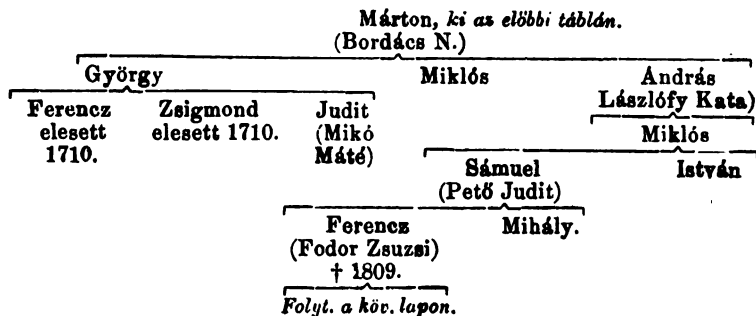 Márton, ki az elöbbi táblán.
(Bordács N.)
György Miklós András
Lászlófy Kata)
Ferencz Zsigmond Judit
elesett elesett 1710. (Mikó
1710. Máté)
Miklós
Sámuel István
(Pető Judit)
Ferencz Mihály.
(Fodor Zsuzsi)
† 1809.
Folyt. a köv. lapon.